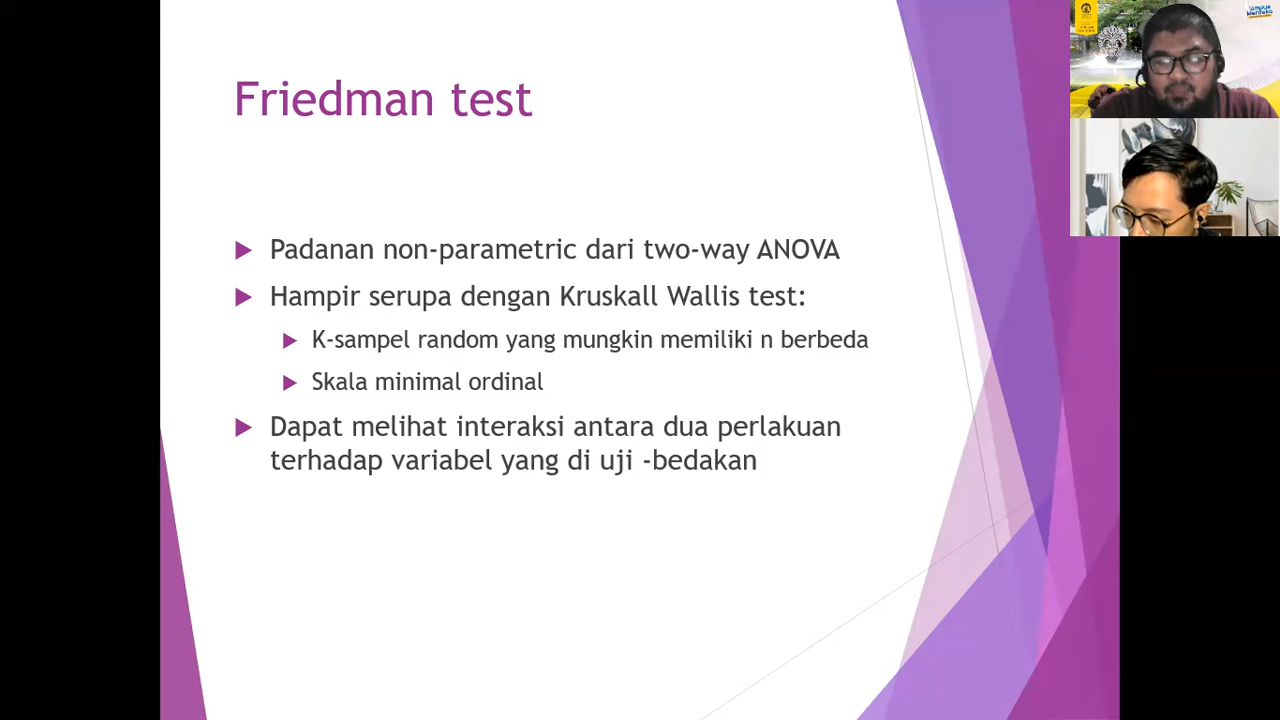 Friedman test
Padanan non-parametric dari two-way ANOVA
Hampir serupa dengan Kruskall Wallis test:
K-sampel random yang mungkin memiliki n berbeda
Skala minimal ordinal
Dapat melihat interaksi antara dua perlakuan
terhadap variabel yang di uji -bedakan